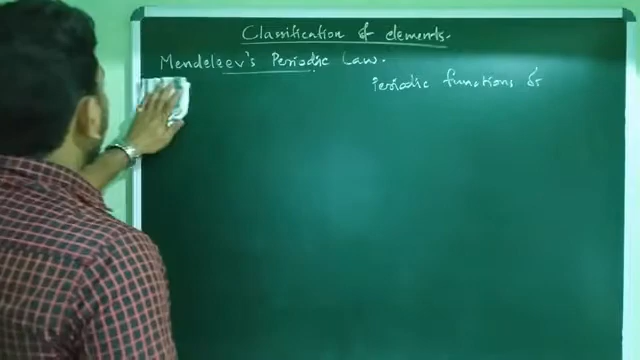 Classification of elements.
Mendeleev's Periodic Law.
Periodic functions of